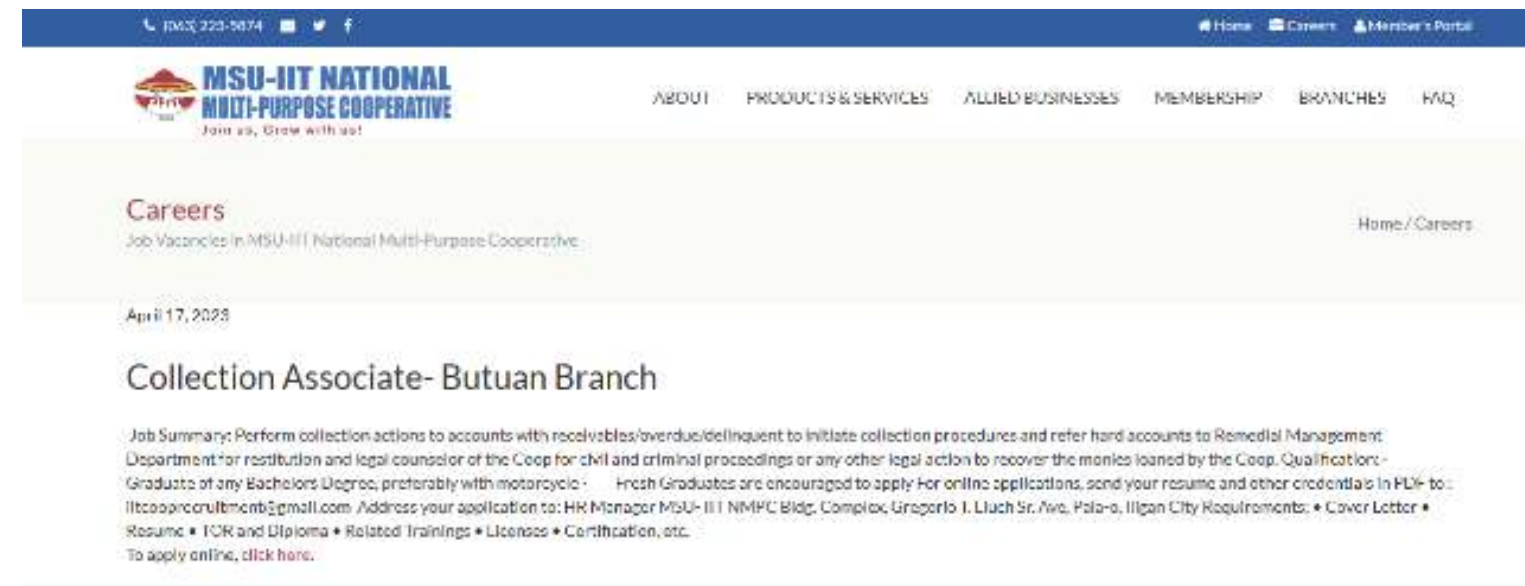 (063) 223-5874
Home Careers Member's Portal
MSU-IIT NATIONAL
MULTI-PURPOSE COOPERATIVE
Join us, Grow with us!
ABOUT PRODUCTS & SERVICES ALLIED BUSINESSES MEMBERSHIP BRANCHES FAQ
Careers
Job Vacancies in MSU-IIT National Multi-Purpose Cooperative
Home / Careers
April 17, 2023
Collection Associate- Butuan Branch
Job Summary: Perform collection actions to accounts with receivables/overdue/delinquent to initiate collection procedures and refer hard accounts to Remedial Management
Department for restitution and legal counselor of the Coop for civil and criminal proceedings or any other legal action to recover the monies loaned by the Coop. Qualification: -
Graduate of any Bachelors Degree, preferably with motorcycle - Fresh Graduates are encouraged to apply For online applications, send your resume and other credentials in PDF to :
iitcooprecruitment@gmail.com Address your application to: HR Manager MSU- IIT NMPC Bldg. Complex, Gregorio T. Lluch Sr. Ave, Pala-o, Iligan City Requirements: • Cover Letter •
Resume • TOR and Diploma • Related Trainings • Licenses • Certification, etc.
To apply online, click here.